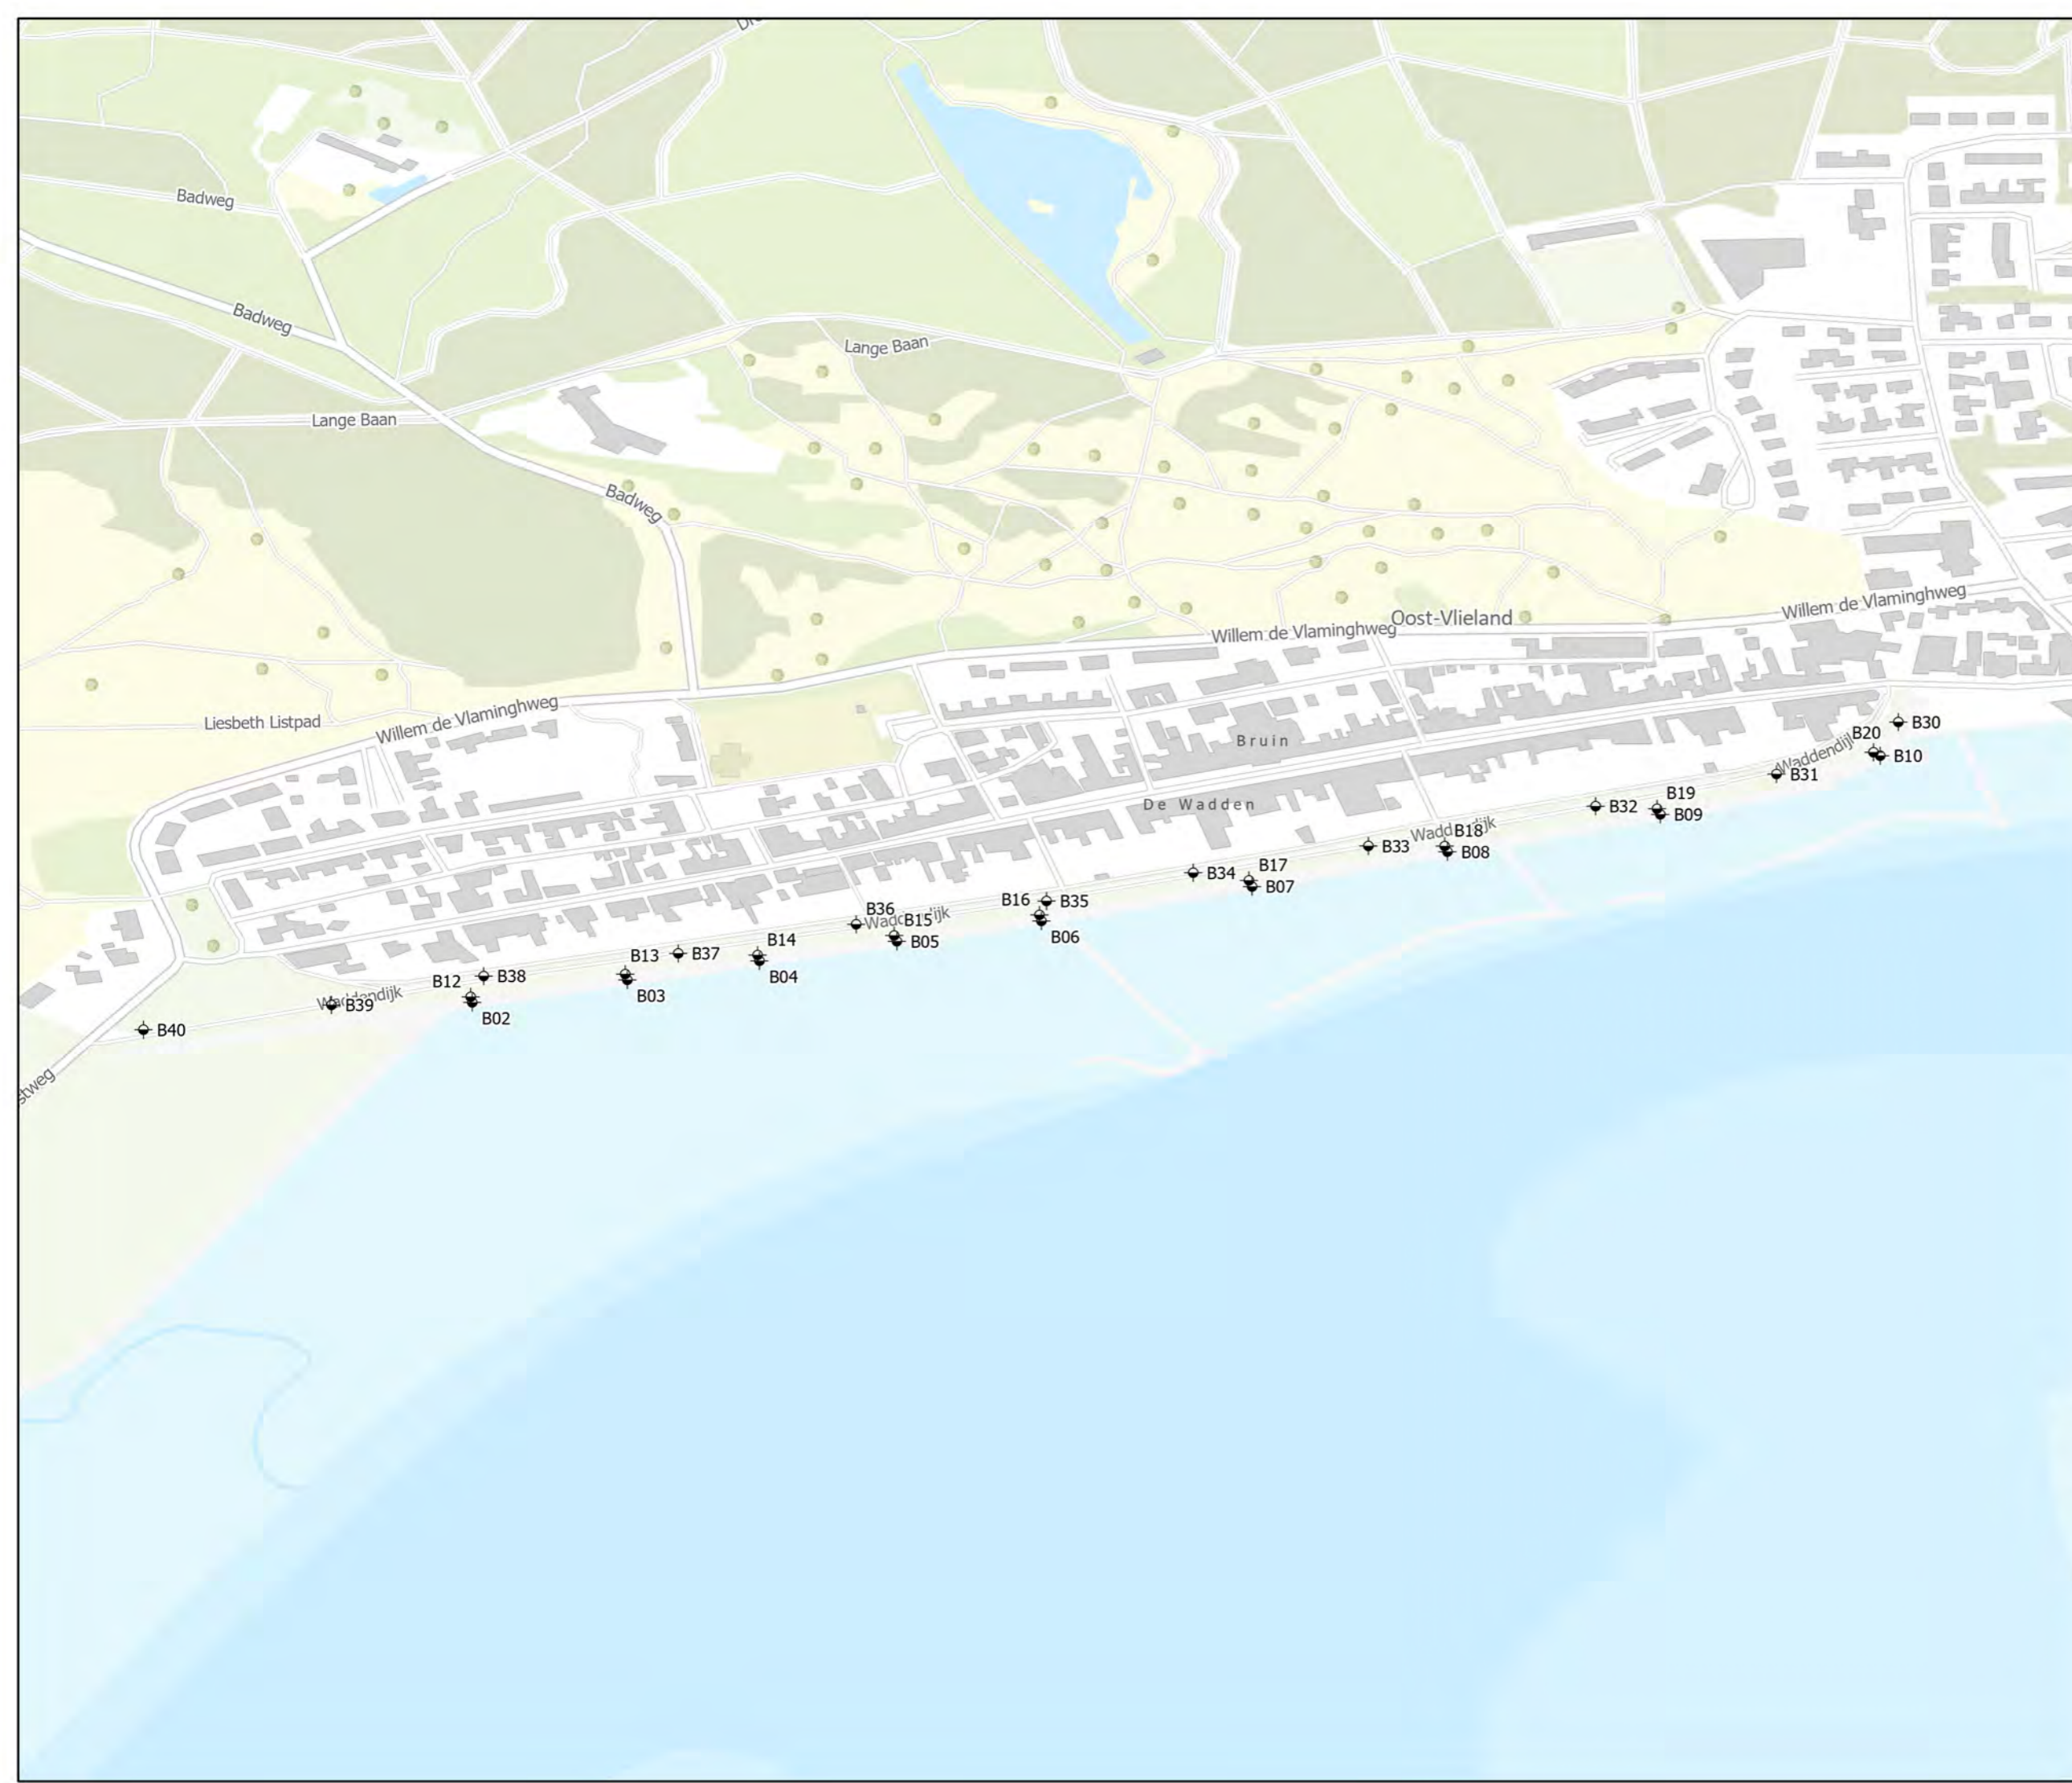 Badweg
Badweg
Lange Baan
Lange Baan
Badweg
Willem de Vlaminghweg
Oost-Vlieland
Willem de Vlaminghweg
Liesbeth Listpad
Willem de Vlaminghweg
B30
Bruin
B20
Waddendijk
B10
B31
B19
De Wadden
B32
B09
B18
B33
B08
B17
B34
B07
B16
B35
B36
B15
B06
B14
B05
B13
B37
B04
B12
B38
B03
Waddendijk
B39
B02
B40